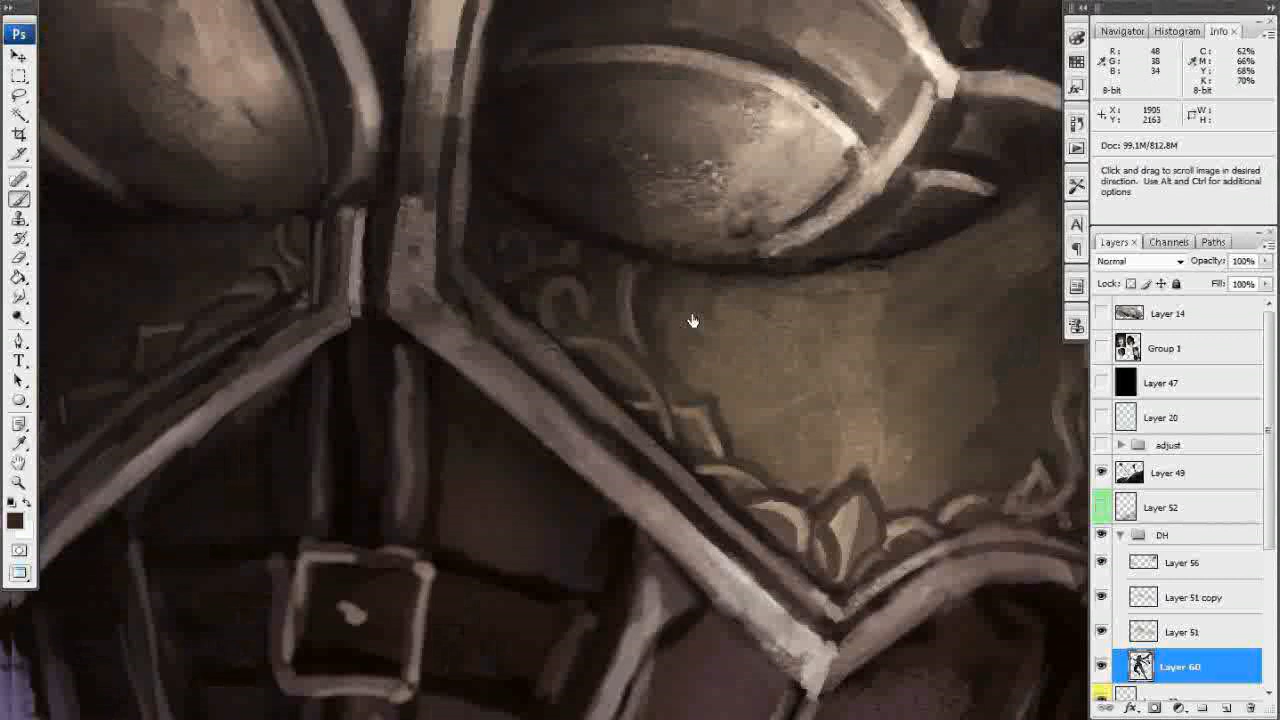 Ps
T
A
Navigator Histogram Info ×
R: 48 C: 62%
G: 38 M: 66%
B: 34 Y: 68%
K: 70%
8-bit 8-bit
X: 1905 W:
Y: 2163 H:
Doc: 99.1M/812.8M
Click and drag to scroll image in desired
direction. Use Alt and Ctrl for additional
options
Layers × Channels Paths
Normal Opacity: 100%
Lock: Fill: 100%
Layer 14
Group 1
Layer 47
Layer 20
adjust
Layer 49
Layer 52
DH
Layer 56
Layer 51 copy
Layer 51
Layer 60
fx